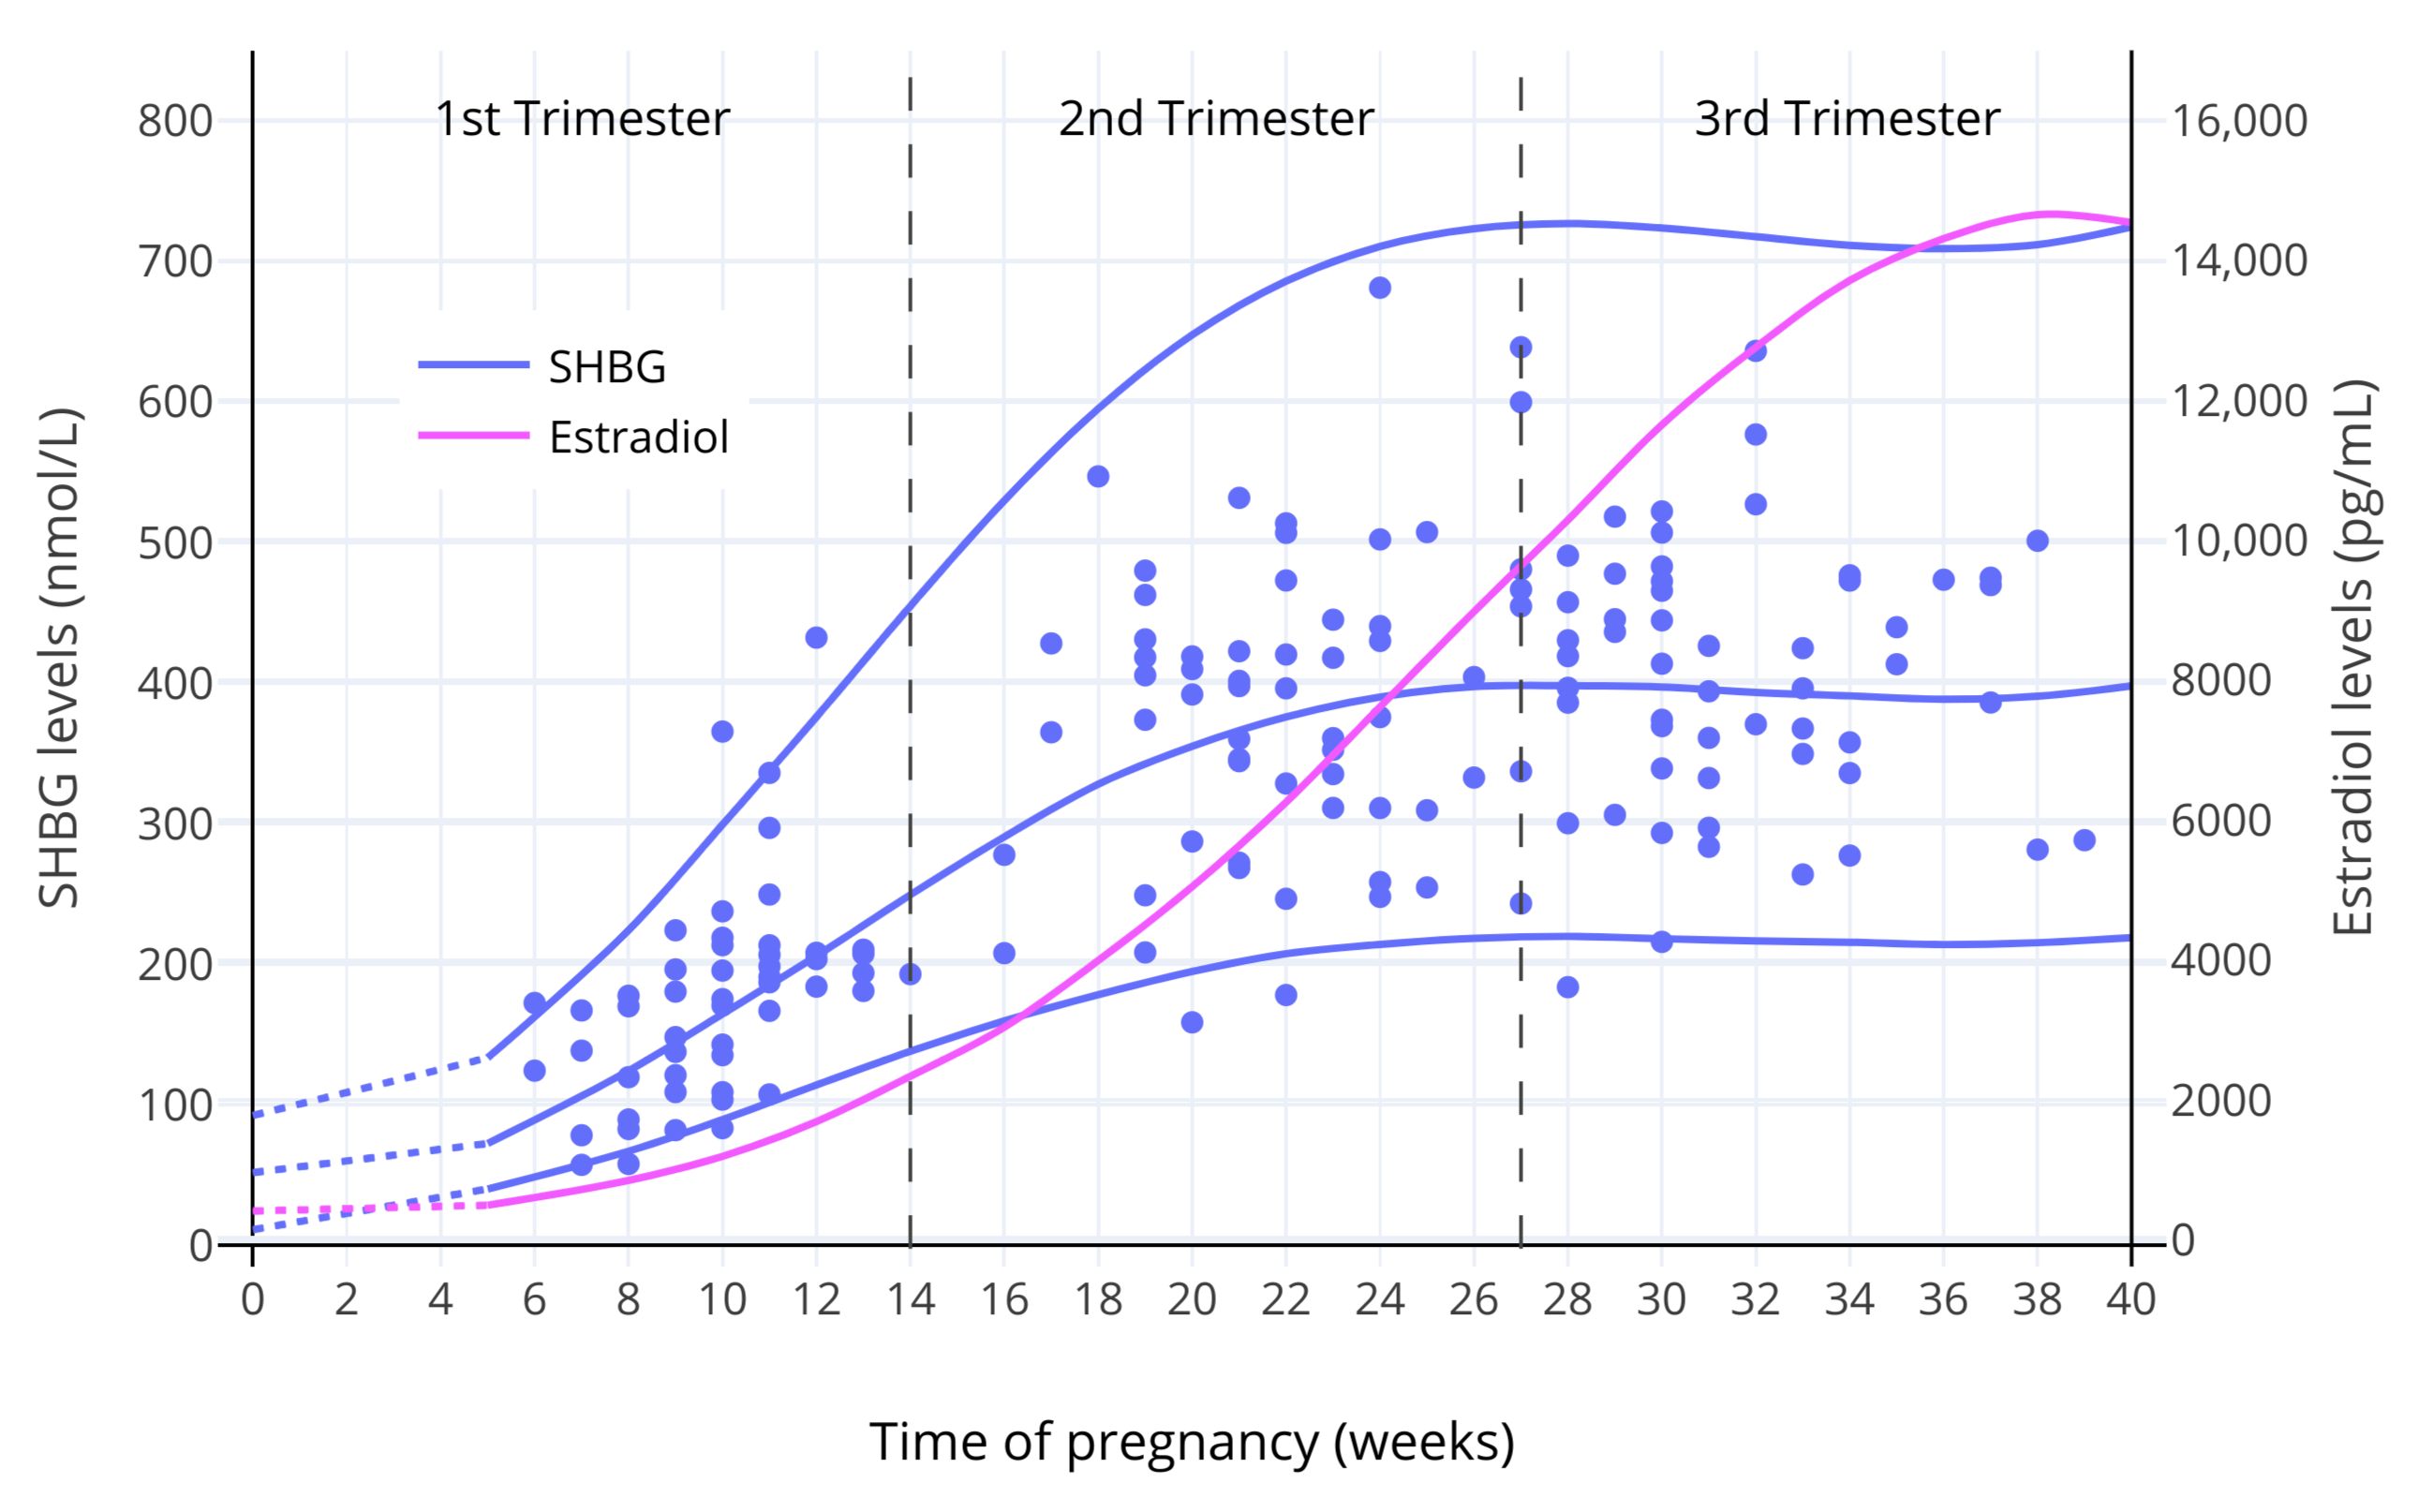 1st Trimester
2nd Trimester
3rd Trimester
SHBG
Estradiol
SHBG levels (nmol/L)
800
700
600
500
400
300
200
100
0
16,000
14,000
12,000
10,000
8000
6000
4000
2000
0
Estradiol levels (pg/mL)
0 2 4 6 8 10 12 14 16 18 20 22 24 26 28 30 32 34 36 38 40
Time of pregnancy (weeks)